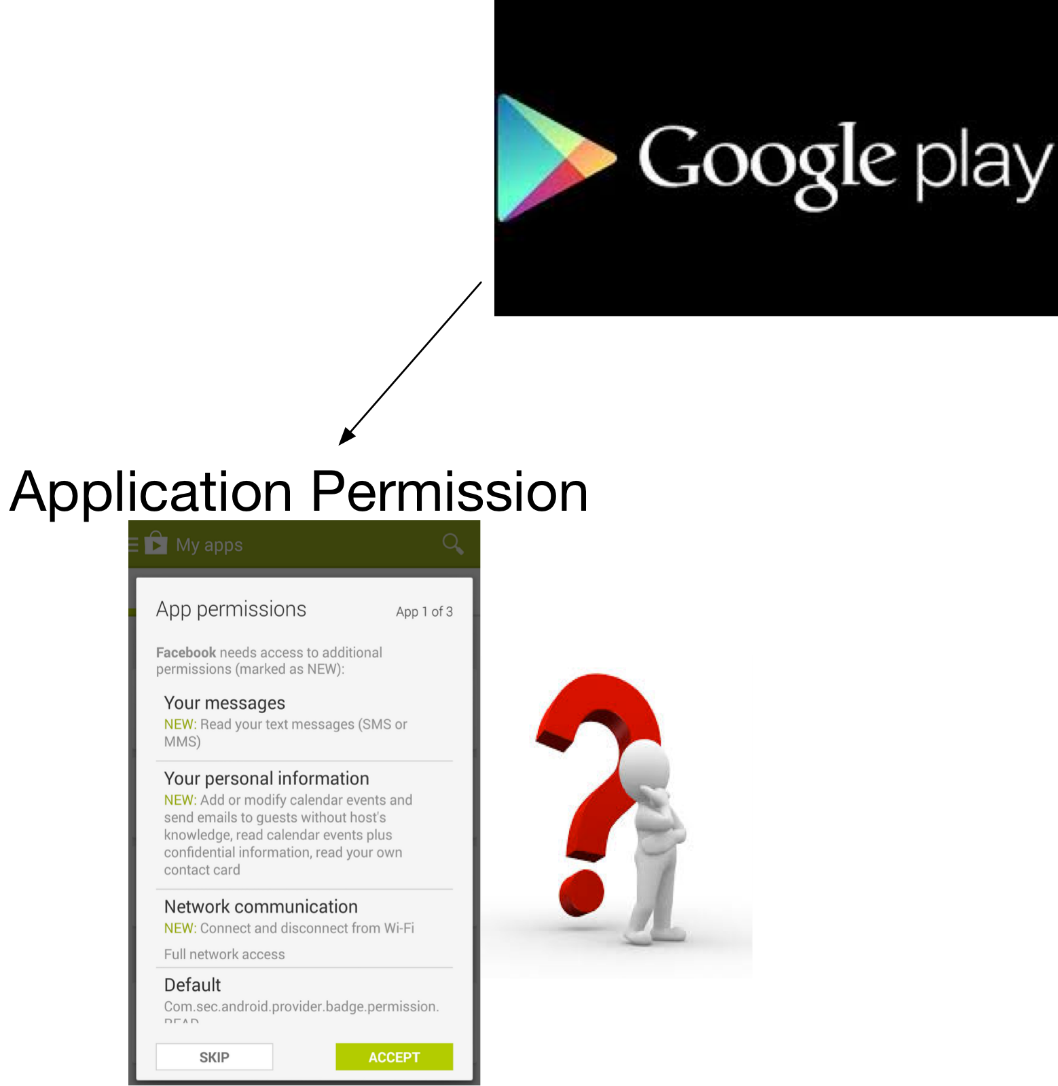 Google play
Application Permission
My apps
App permissions
App 1 of 3
Facebook needs access to additional
permissions (marked as NEW):
Your messages
NEW: Read your text messages (SMS or
MMS)
Your personal information
NEW: Add or modify calendar events and
send emails to guests without host's
knowledge, read calendar events plus
confidential information, read your own
contact card
Network communication
NEW: Connect and disconnect from Wi-Fi
Full network access
Default
Com.sec.android.provider.badge.permission.
READ
SKIP
ACCEPT